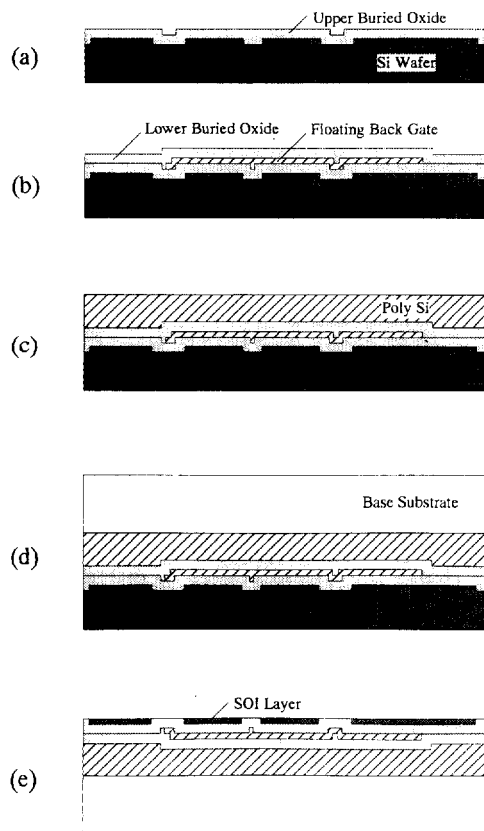 Upper Buried Oxide
(a)
Si Wafer
Lower Buried Oxide
Floating Back Gate
(b)
Poly Si
(c)
Base Substrate
(d)
SOI Layer
(e)